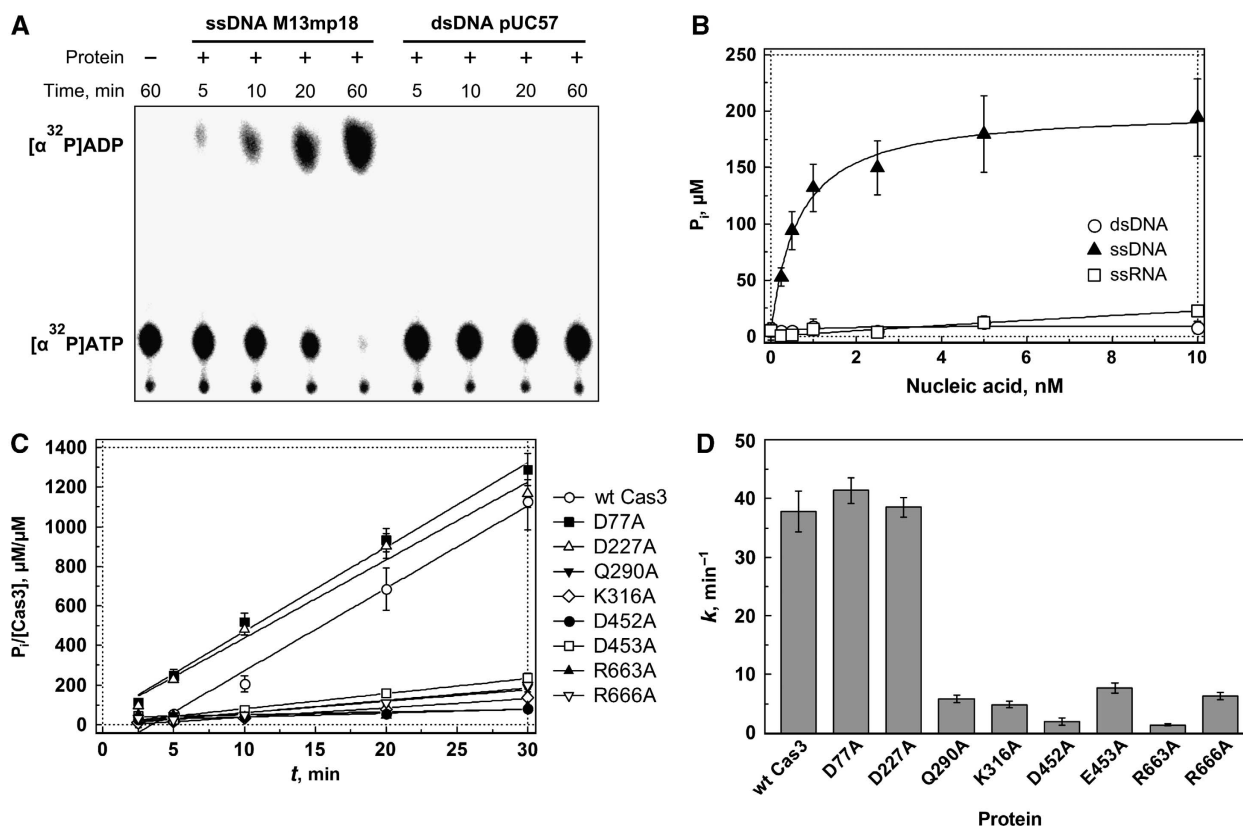 A
ssDNA M13mp18 dsDNA pUC57
Protein − + + + + + + + +
Time, min 60 5 10 20 60 5 10 20 60
[α³²P]ADP
[α³²P]ATP
B
250
200
150
100
50
0
Pᵢ, µM
0 2 4 6 8 10
Nucleic acid, nM
dsDNA
ssDNA
ssRNA
C
1400
1200
1000
800
600
400
200
0
Pᵢ/[Cas3], µM/µM
0 5 10 15 20 25 30
t, min
wt Cas3
D77A
D227A
Q290A
K316A
D452A
D453A
R663A
R666A
D
50
40
30
20
10
0
k, min⁻¹
wt Cas3 D77A D227A Q290A K316A D452A E453A R663A R666A
Protein